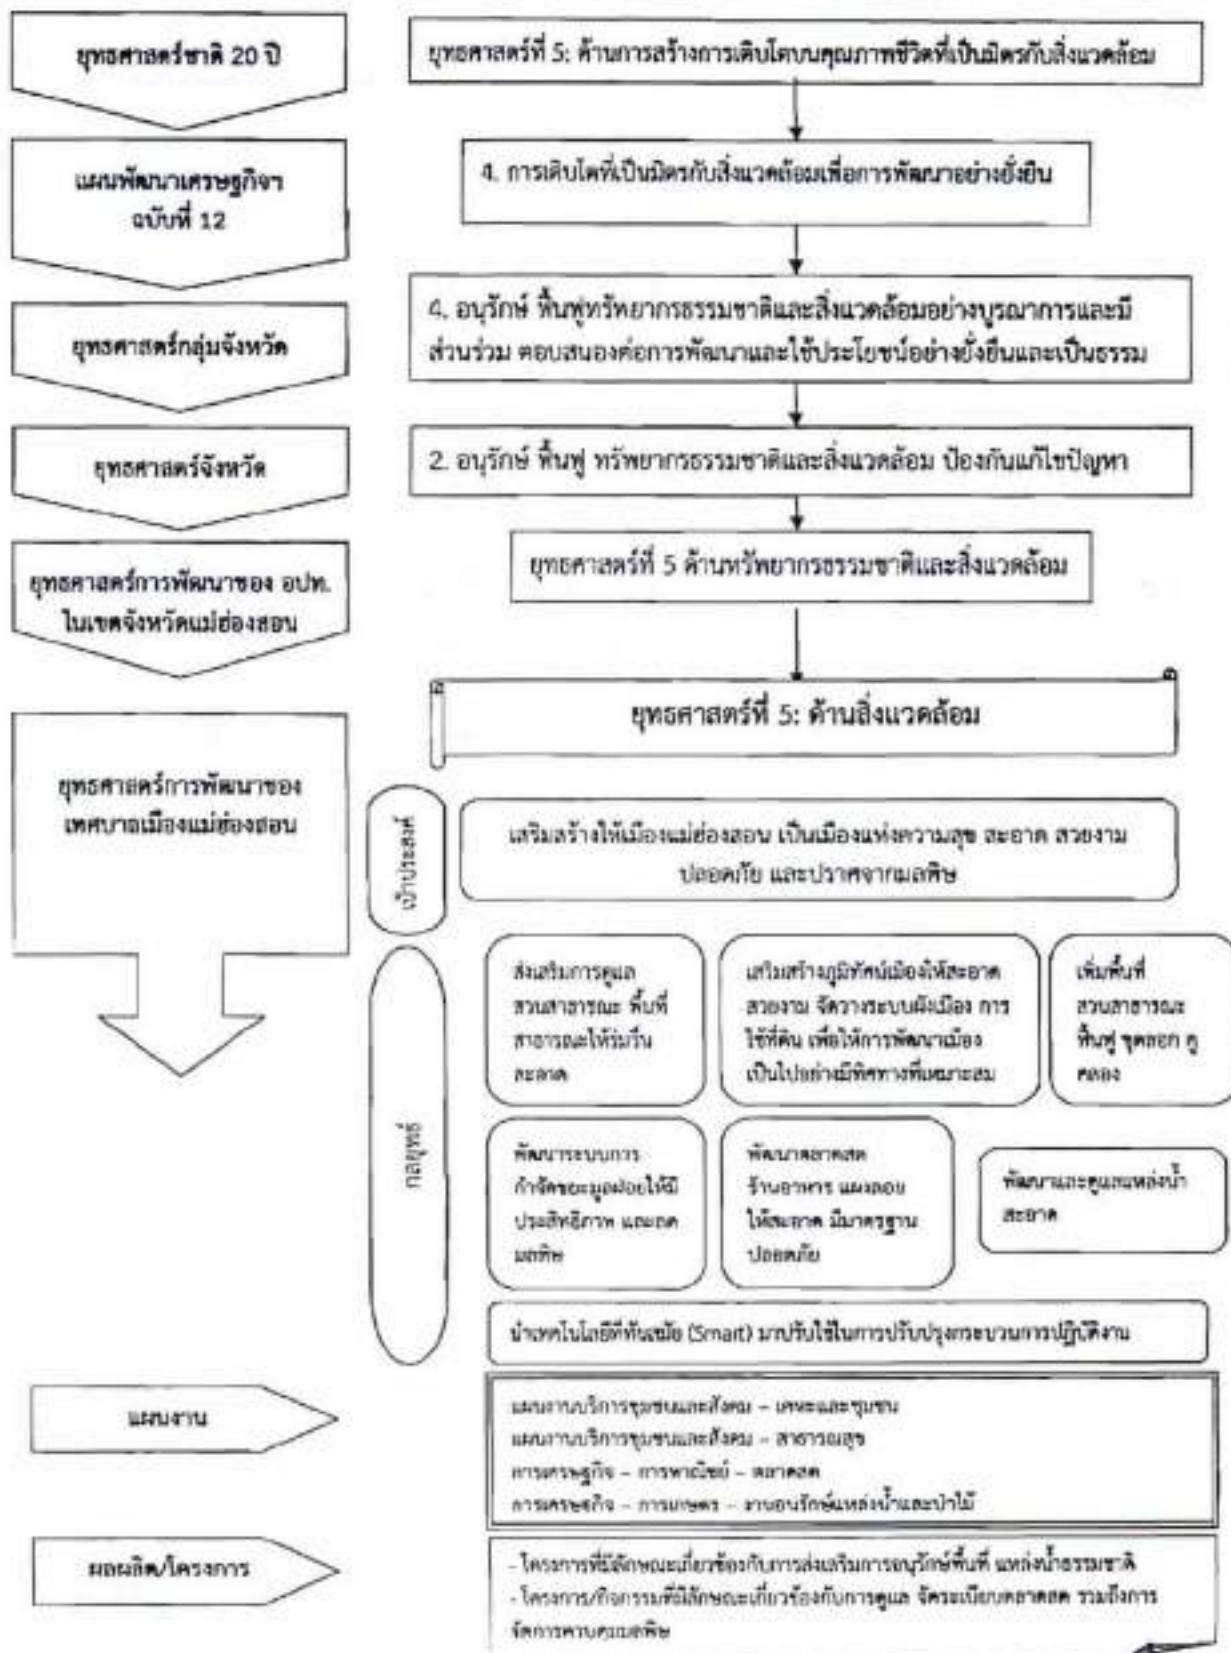 ยุทธศาสตร์ชาติ 20 ปี
ยุทธศาสตร์ที่ 5: ด้านการสร้างการเติบโตบนคุณภาพชีวิตที่เป็นมิตรกับสิ่งแวดล้อม
แผนพัฒนาเศรษฐกิจฯ
ฉบับที่ 12
4. การเติบโตที่เป็นมิตรกับสิ่งแวดล้อมเพื่อการพัฒนาอย่างยั่งยืน
ยุทธศาสตร์กลุ่มจังหวัด
4. อนุรักษ์ ฟื้นฟูทรัพยากรธรรมชาติและสิ่งแวดล้อมอย่างบูรณาการและมี
ส่วนร่วม ตอบสนองต่อการพัฒนาและใช้ประโยชน์อย่างยั่งยืนและเป็นธรรม
ยุทธศาสตร์จังหวัด
2. อนุรักษ์ ฟื้นฟู ทรัพยากรธรรมชาติและสิ่งแวดล้อม ป้องกันแก้ไขปัญหา
ยุทธศาสตร์การพัฒนาของ อปท.
ในเขตจังหวัดแม่ฮ่องสอน
ยุทธศาสตร์ที่ 5 ด้านทรัพยากรธรรมชาติและสิ่งแวดล้อม
ยุทธศาสตร์ที่ 5: ด้านสิ่งแวดล้อม
ยุทธศาสตร์การพัฒนาของ
เทศบาลเมืองแม่ฮ่องสอน
เป้าประสงค์
เสริมสร้างให้เมืองแม่ฮ่องสอน เป็นเมืองแห่งความสุข สะอาด สวยงาม
ปลอดภัย และปราศจากมลพิษ
กลยุทธ์
ส่งเสริมการดูแล
สวนสาธารณะ พื้นที่
สาธารณะให้ร่มรื่น
สะอาด
เสริมสร้างภูมิทัศน์เมืองให้สะอาด
สวยงาม จัดวางระบบผังเมือง การ
ใช้ที่ดิน เพื่อให้การพัฒนาเมือง
เป็นไปอย่างมีทิศทางที่เหมาะสม
เพิ่มพื้นที่
สวนสาธารณะ
ฟื้นฟู ขุดลอก คู
คลอง
พัฒนาระบบการ
กำจัดขยะมูลฝอยให้มี
ประสิทธิภาพ และลด
มลพิษ
พัฒนาตลาดสด
ร้านอาหาร แผงลอย
ให้สะอาด มีมาตรฐาน
ปลอดภัย
พัฒนาและดูแลแหล่งน้ำ
สะอาด
นำเทคโนโลยีที่ทันสมัย (Smart) มาปรับใช้ในการปรับปรุงกระบวนการปฏิบัติงาน
แผนงาน
แผนงานบริการชุมชนและสังคม – เคหะและชุมชน
แผนงานบริการชุมชนและสังคม – สาธารณสุข
การเศรษฐกิจ – การพาณิชย์ – ตลาดสด
การเศรษฐกิจ – การเกษตร – งานอนุรักษ์แหล่งน้ำและป่าไม้
ผลผลิต/โครงการ
- โครงการที่มีลักษณะเกี่ยวข้องกับการส่งเสริมการอนุรักษ์พื้นที่ แหล่งน้ำธรรมชาติ
- โครงการ/กิจกรรมที่มีลักษณะเกี่ยวข้องกับการดูแล จัดระเบียบตลาดสด รวมถึงการ
จัดการควบคุมมลพิษ